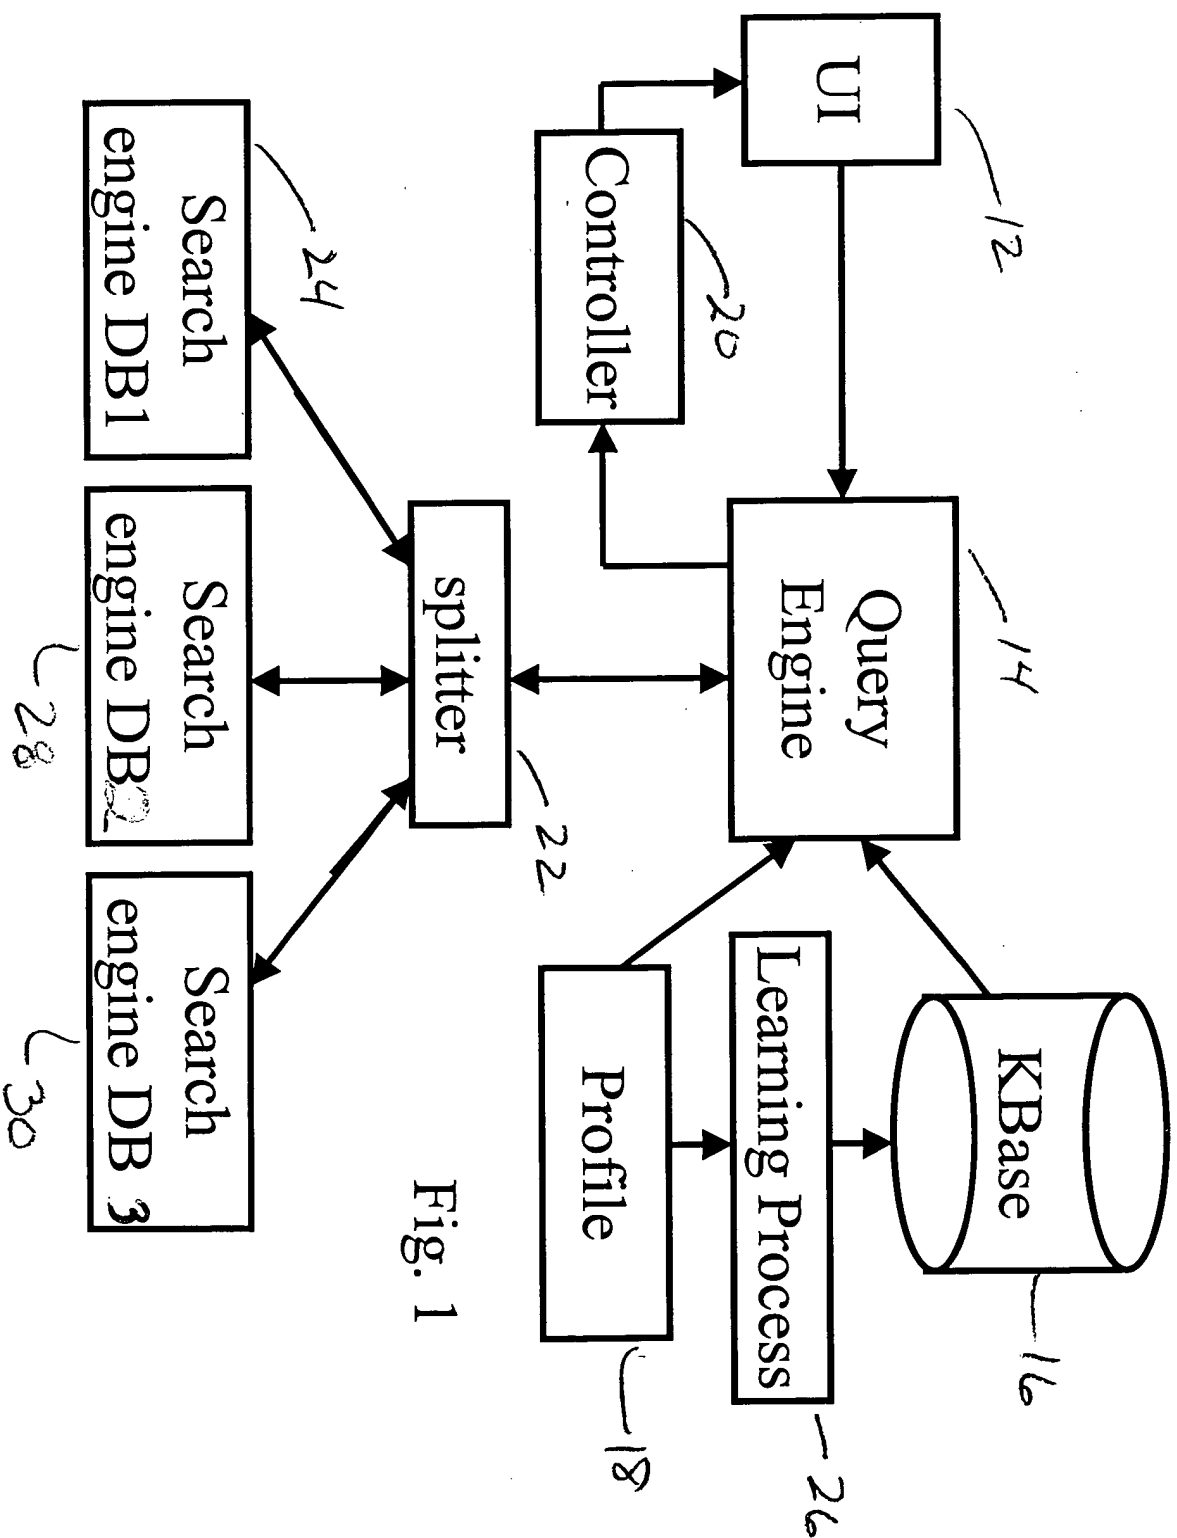 UI
12
Query
Engine
14
KBase
16
Controller
20
Learning Process
26
splitter
22
Profile
18
Search
engine DB1
24
Search
engine DB2
28
Search
engine DB 3
30
Fig. 1